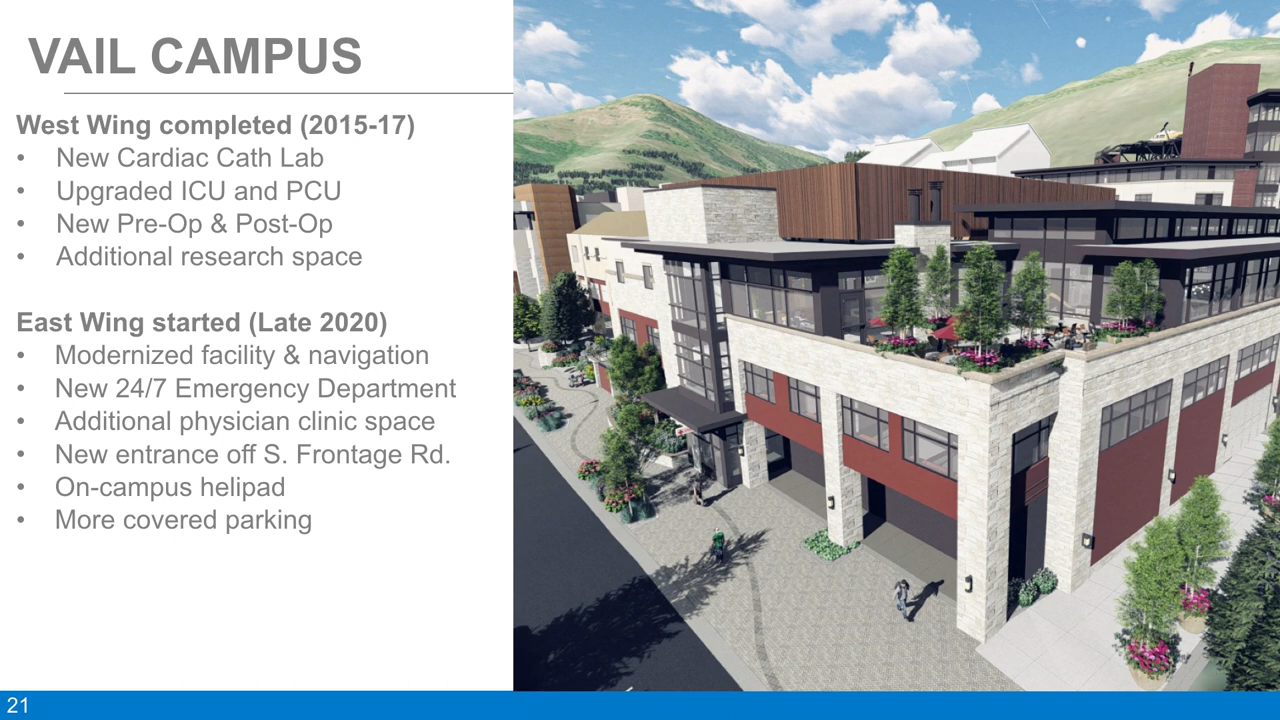 VAIL CAMPUS
West Wing completed (2015-17)
• New Cardiac Cath Lab
• Upgraded ICU and PCU
• New Pre-Op & Post-Op
• Additional research space
East Wing started (Late 2020)
• Modernized facility & navigation
• New 24/7 Emergency Department
• Additional physician clinic space
• New entrance off S. Frontage Rd.
• On-campus helipad
• More covered parking
21